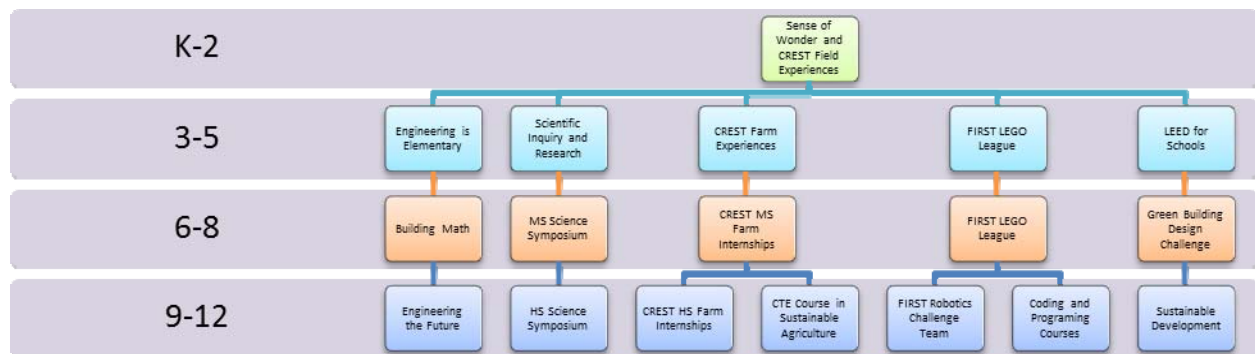 K-2
Sense of
Wonder and
CREST Field
Experiences
3-5
Engineering is
Elementary
Scientific
Inquiry and
Research
CREST Farm
Experiences
FIRST LEGO
League
LEED for
Schools
6-8
Building Math
MS Science
Symposium
CREST MS
Farm
Internships
FIRST LEGO
League
Green Building
Design
Challenge
9-12
Engineering
the Future
HS Science
Symposium
CREST HS Farm
Internships
CTE Course in
Sustainable
Agriculture
FIRST Robotics
Challenge
Team
Coding and
Programing
Courses
Sustainable
Development